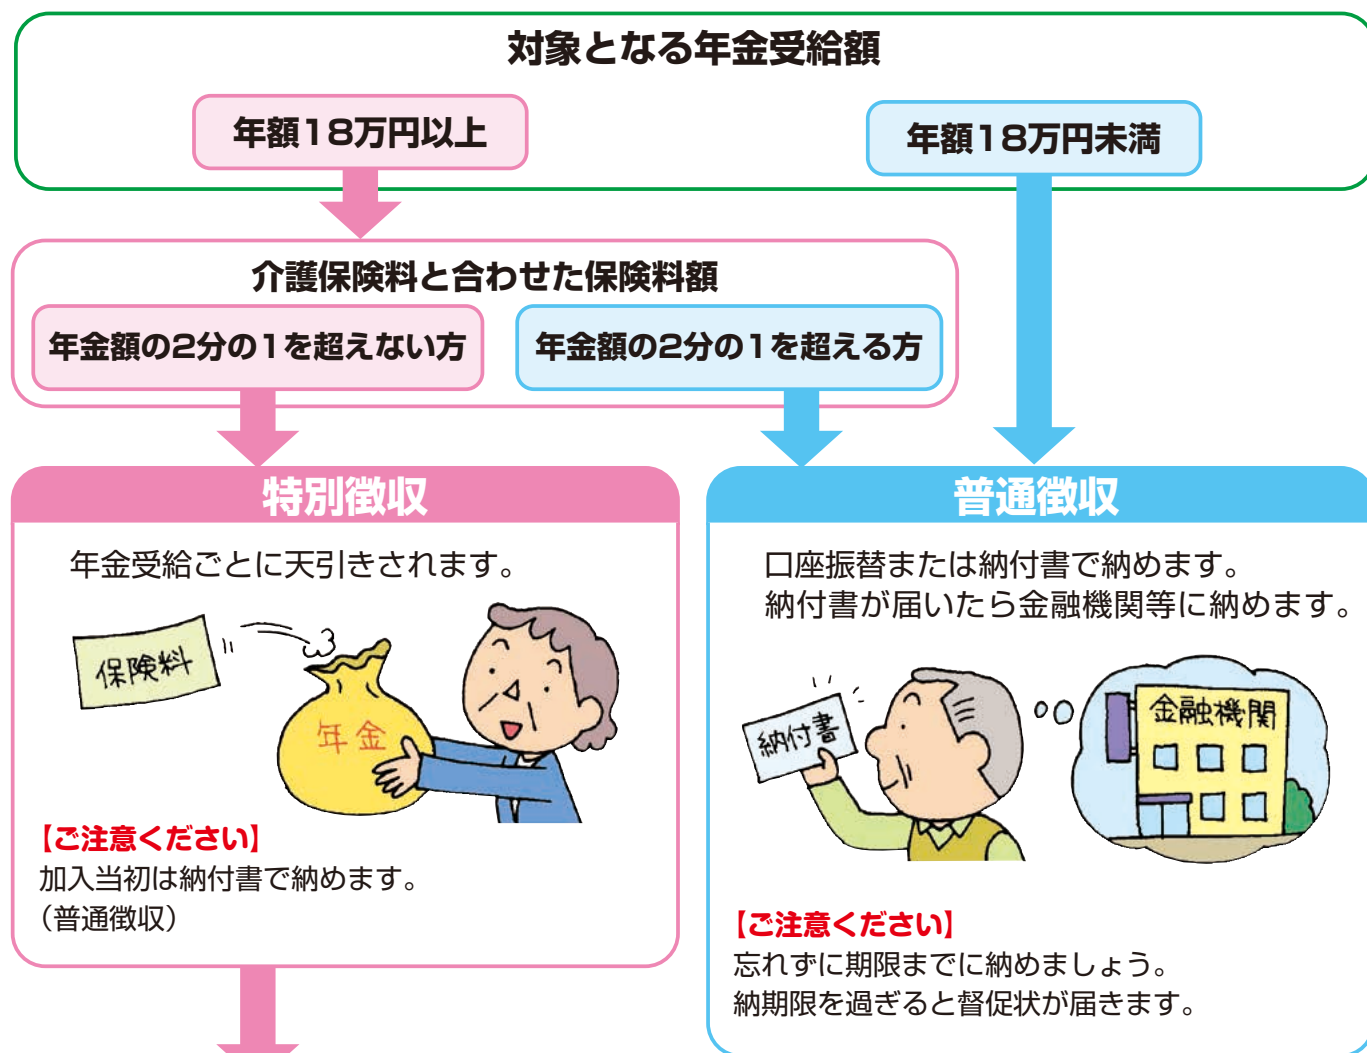 対象となる年金受給額
年額18万円以上
年額18万円未満
介護保険料と合わせた保険料額
年金額の2分の1を超えない方
年金額の2分の1を超える方
特別徴収
年金受給ごとに天引きされます。
保険料
年金
【ご注意ください】
加入当初は納付書で納めます。
（普通徴収）
普通徴収
口座振替または納付書で納めます。
納付書が届いたら金融機関等に納めます。
納付書
金融機関
【ご注意ください】
忘れずに期限までに納めましょう。
納期限を過ぎると督促状が届きます。